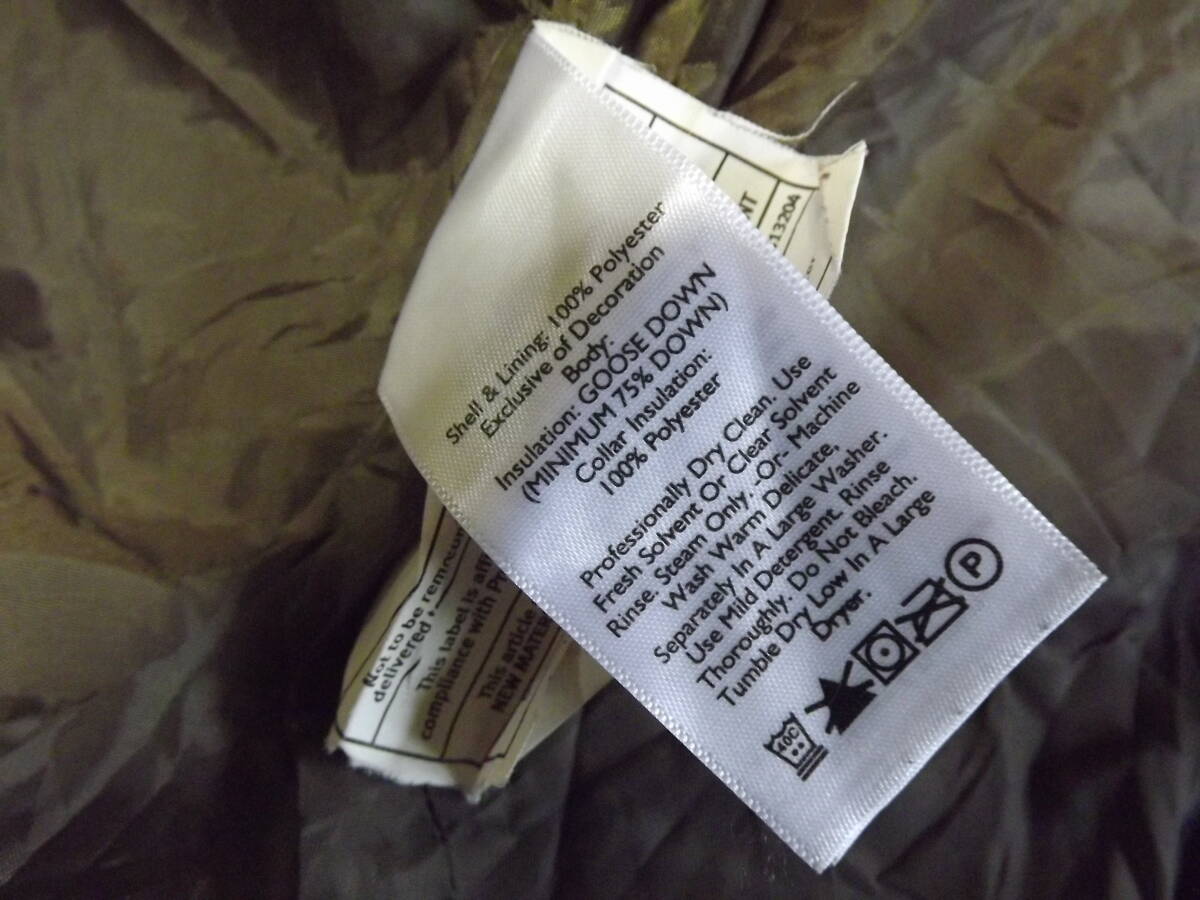 Shell & Lining: 100% Polyester
Exclusive of Decoration
Body:
Insulation: GOOSE DOWN
(MINIMUM 75% DOWN)
Collar Insulation:
100% Polyester
Professionally Dry Clean. Use
Fresh Solvent Or Clear Solvent
Rinse. Steam Only. -Or- Machine
Wash Warm Delicate,
Separately In A Large Washer.
Use Mild Detergent. Rinse
Thoroughly. Do Not Bleach.
Tumble Dry Low In A Large
Dryer.
40C
P
Not to be
delivered
This label is
compliance with
This article
NEW
1320A